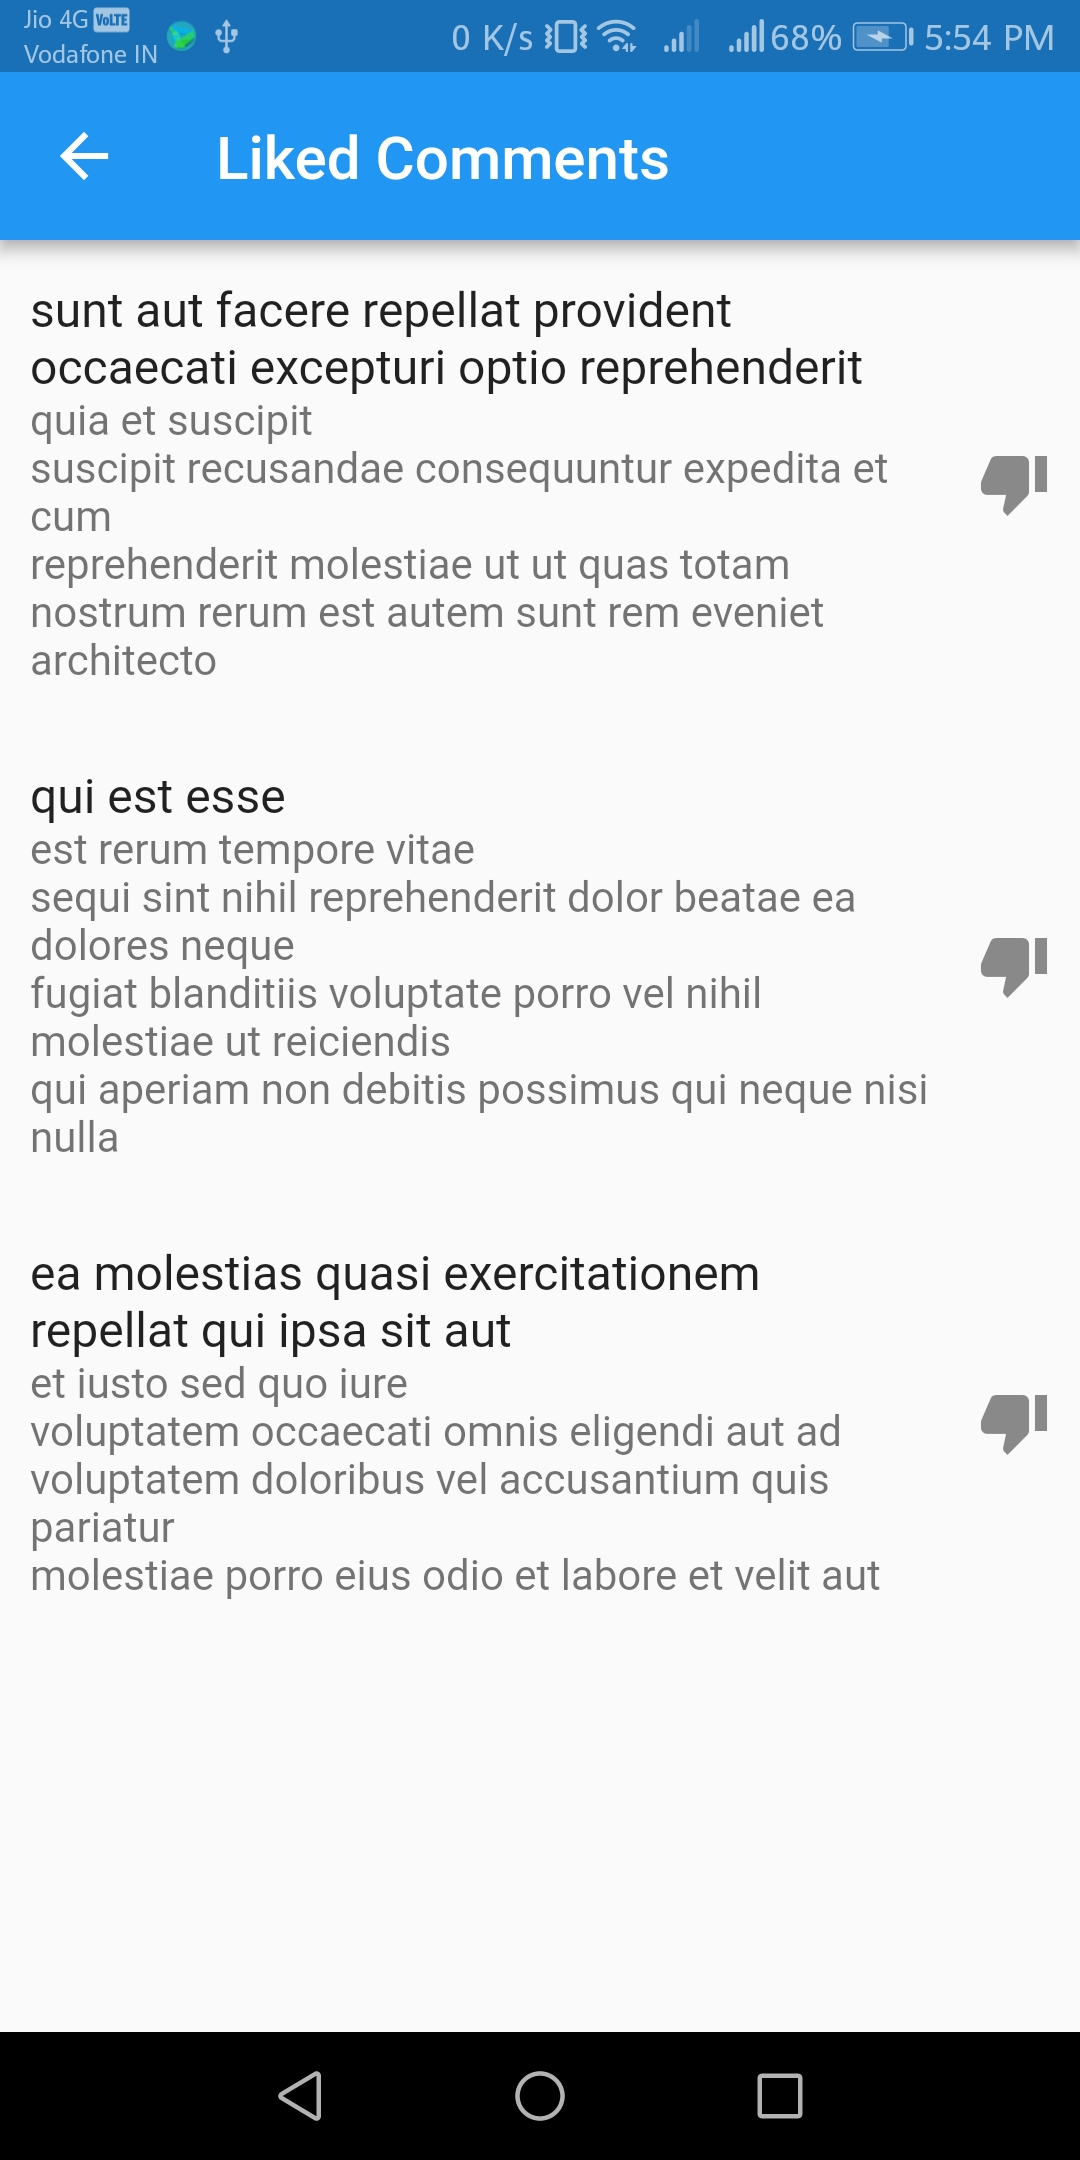 Jio 4G VoLTE
Vodafone IN
0 K/s 68% 5:54 PM
Liked Comments
sunt aut facere repellat provident
occaecati excepturi optio reprehenderit
quia et suscipit
suscipit recusandae consequuntur expedita et
cum
reprehenderit molestiae ut ut quas totam
nostrum rerum est autem sunt rem eveniet
architecto
qui est esse
est rerum tempore vitae
sequi sint nihil reprehenderit dolor beatae ea
dolores neque
fugiat blanditiis voluptate porro vel nihil
molestiae ut reiciendis
qui aperiam non debitis possimus qui neque nisi
nulla
ea molestias quasi exercitationem
repellat qui ipsa sit aut
et iusto sed quo iure
voluptatem occaecati omnis eligendi aut ad
voluptatem doloribus vel accusantium quis
pariatur
molestiae porro eius odio et labore et velit aut